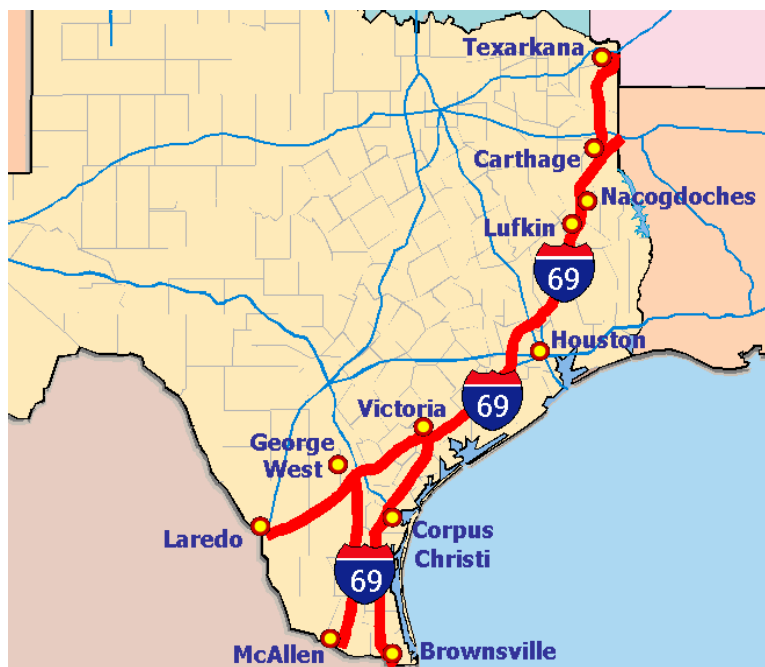 Texarkana
Carthage
Nacogdoches
Lufkin
69
Houston
69
Victoria
George
West
Laredo
Corpus
Christi
69
McAllen
Brownsville